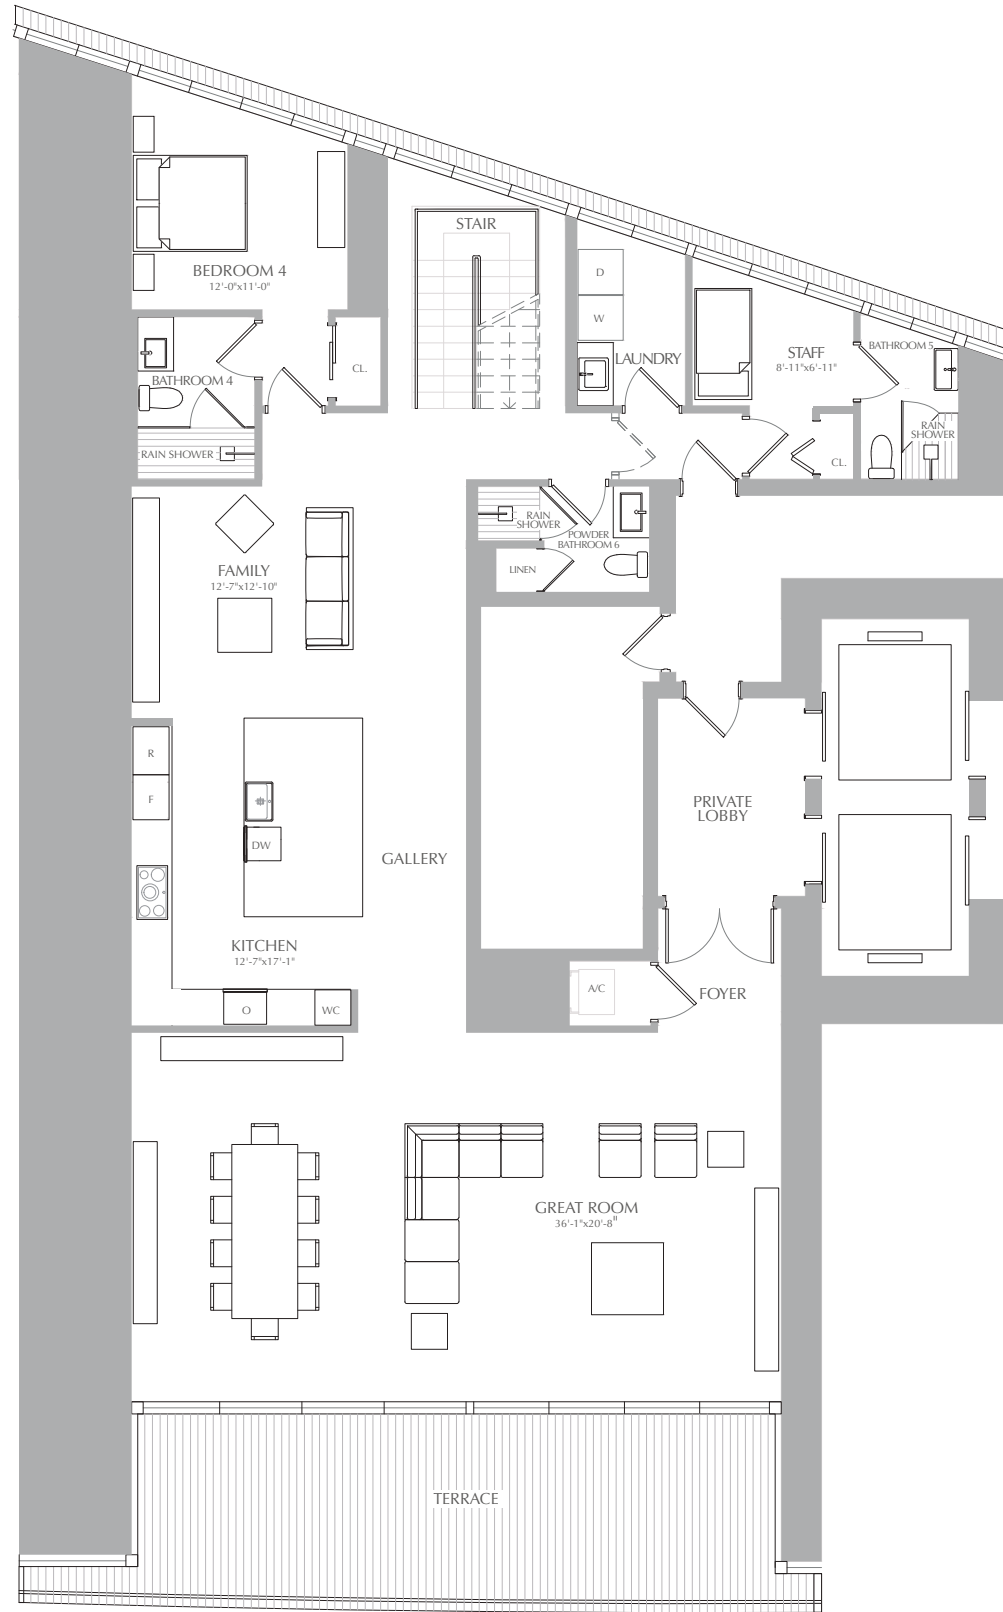 STAIR
BEDROOM 4
12'-0"x11'-0"
D
W
LAUNDRY
STAFF
8'-11"x6'-11"
BATHROOM 5
CL.
BATHROOM 4
RAIN SHOWER
RAIN
SHOWER
CL.
RAIN
SHOWER
POWDER
BATHROOM 6
LINEN
FAMILY
12'-7"x12'-10"
R
F
DW
PRIVATE
LOBBY
GALLERY
KITCHEN
12'-7"x17'-1"
A/C
FOYER
O
WC
GREAT ROOM
36'-1"x20'-8"
TERRACE